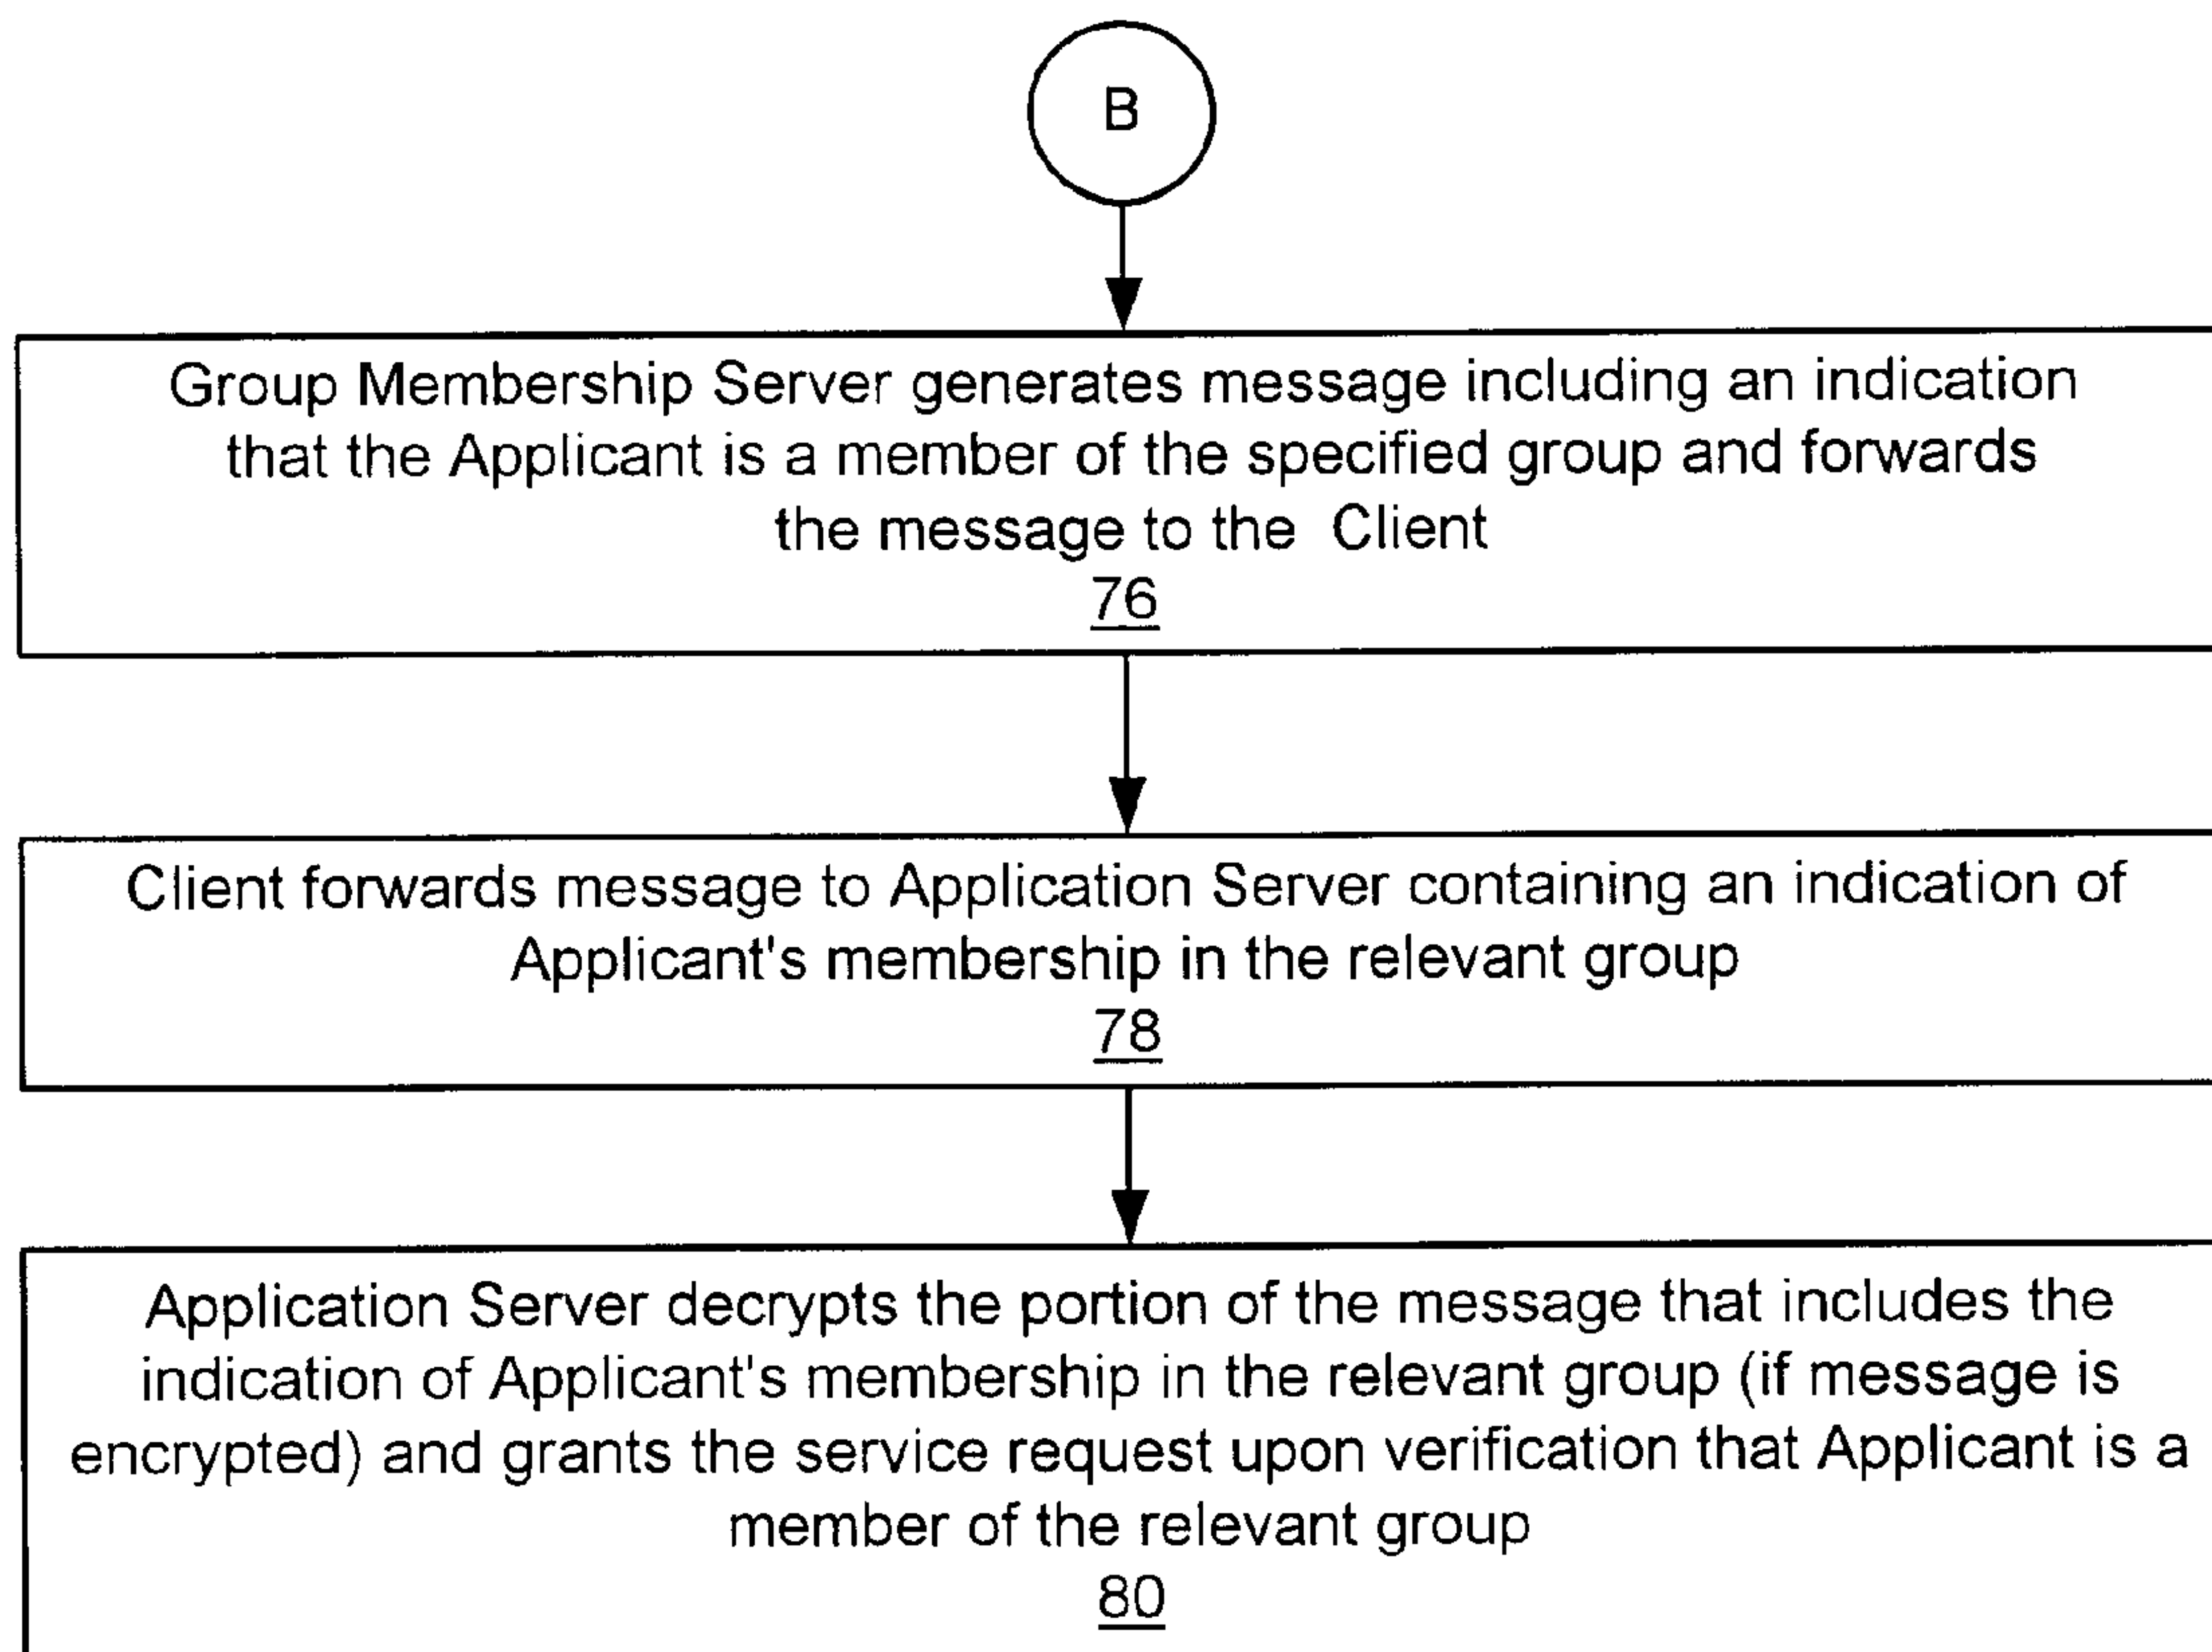 B
Group Membership Server generates message including an indication
that the Applicant is a member of the specified group and forwards
the message to the Client
76
Client forwards message to Application Server containing an indication of
Applicant's membership in the relevant group
78
Application Server decrypts the portion of the message that includes the
indication of Applicant's membership in the relevant group (if message is
encrypted) and grants the service request upon verification that Applicant is a
member of the relevant group
80